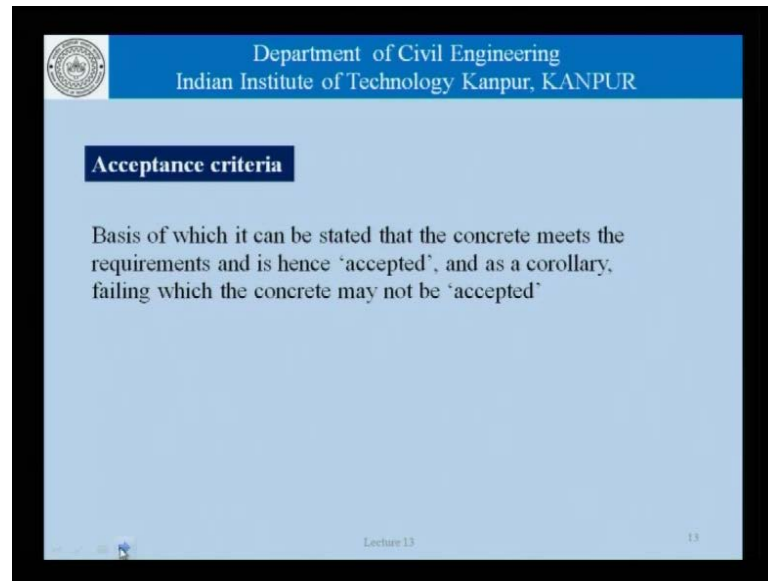 Department of Civil Engineering
Indian Institute of Technology Kanpur, KANPUR
Acceptance criteria
Basis of which it can be stated that the concrete meets the
requirements and is hence ‘accepted’, and as a corollary,
failing which the concrete may not be ‘accepted’
Lecture 13
13